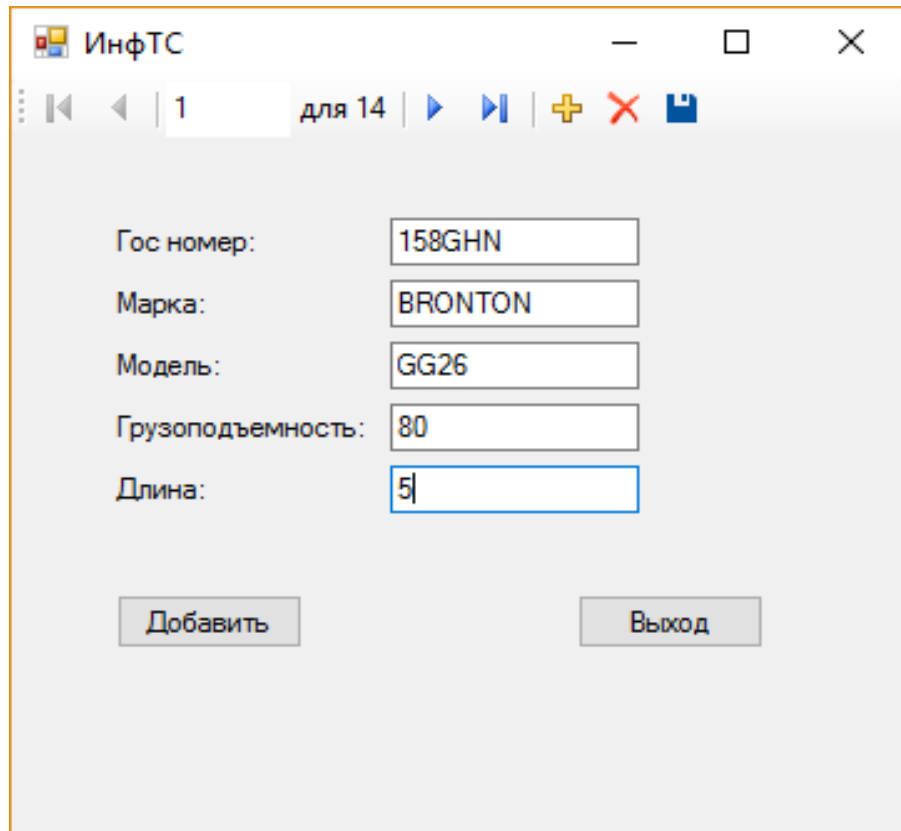 ИнфТС
1 для 14
Гос номер: 158GHN
Марка: BRONTON
Модель: GG26
Грузоподъемность: 80
Длина: 5
Добавить Выход